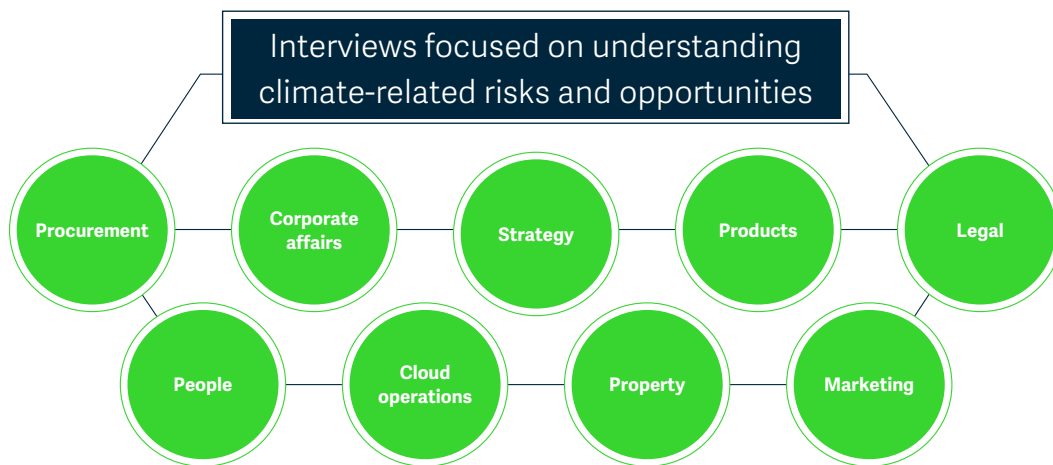 Interviews focused on understanding
climate-related risks and opportunities
Procurement
Corporate
affairs
Strategy
Products
Legal
People
Cloud
operations
Property
Marketing